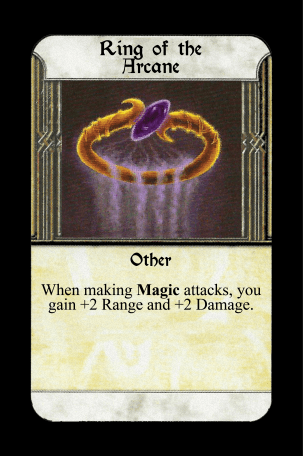 Ring of the
Arcane
Other
When making Magic attacks, you
gain +2 Range and +2 Damage.